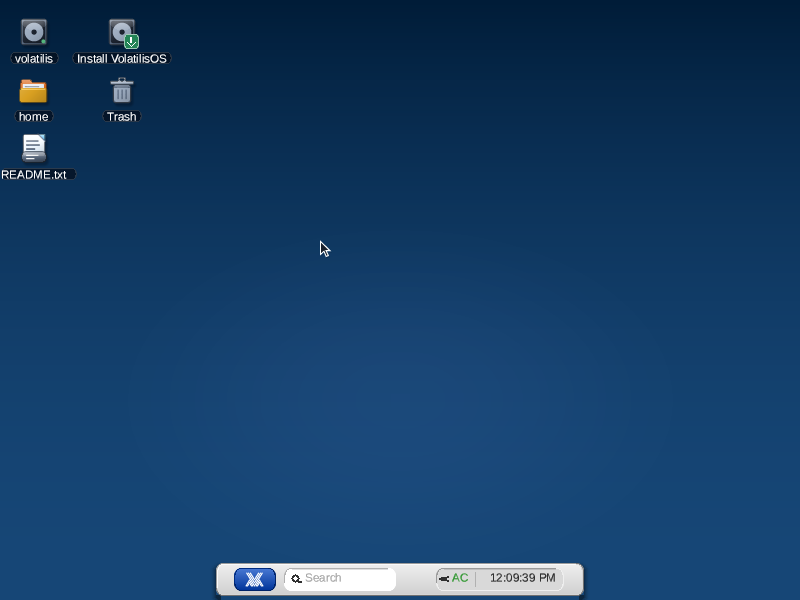 volatilis
Install VolatilisOS
home
Trash
README.txt
Search
AC
12:09:39 PM